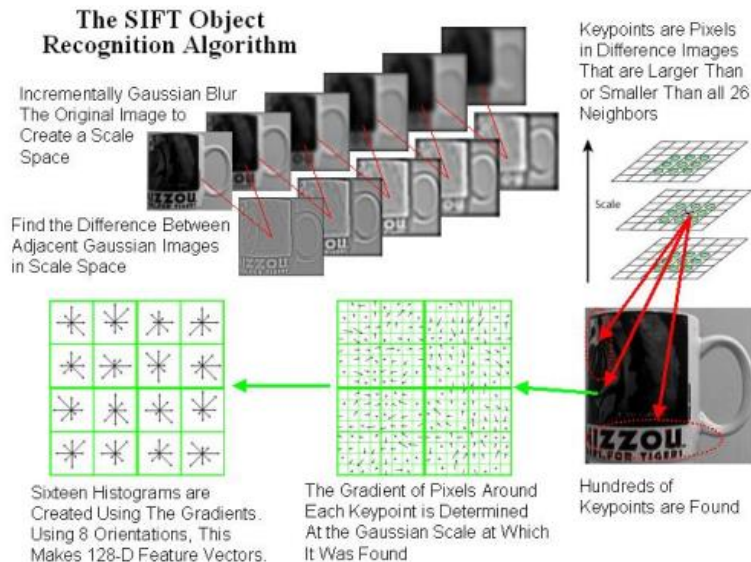 The SIFT Object
Recognition Algorithm
Incrementally Gaussian Blur
The Original Image to
Create a Scale
Space
Find the Difference Between
Adjacent Gaussian Images
in Scale Space
Keypoints are Pixels
in Difference Images
That are Larger Than
or Smaller Than all 26
Neighbors
Scale
IZZOU
IZZOU
IZZOU
IZZOU
Hundreds of
Keypoints are Found
The Gradient of Pixels Around
Each Keypoint is Determined
At the Gaussian Scale at Which
It Was Found
Sixteen Histograms are
Created Using The Gradients.
Using 8 Orientations, This
Makes 128-D Feature Vectors.